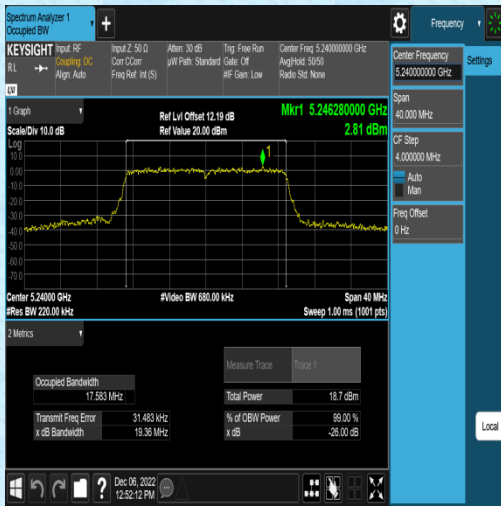 Spectrum Analyzer 1
Occupied BW
Frequency
KEYSIGHT
Input: RF
Input Z: 50 Ω
Atten: 30 dB
Trig: Free Run
Center Freq: 5.240000000 GHz
RL
Coupling: DC
Corr CCorr
µW Path: Standard
Gate: Off
Avg|Hold: 50/50
Align: Auto
Freq Ref: Int (S)
#IF Gain: Low
Radio Std: None
LXI
Center Frequency
5.240000000 GHz
Settings
Span
40.000 MHz
CF Step
4.000000 MHz
Auto
Man
Freq Offset
0 Hz
Local
1 Graph
Scale/Div 10.0 dB
Ref Lvl Offset 12.19 dB
Ref Value 20.00 dBm
Mkr1 5.246280000 GHz
2.81 dBm
Log
10.0
0.00
-10.0
-20.0
-30.0
-40.0
-50.0
-60.0
-70.0
1
Center 5.24000 GHz
#Video BW 680.00 kHz
Span 40 MHz
#Res BW 220.00 kHz
Sweep 1.00 ms (1001 pts)
2 Metrics
Measure Trace
Trace 1
Occupied Bandwidth
17.583 MHz
Total Power
18.7 dBm
Transmit Freq Error
31.483 kHz
% of OBW Power
99.00 %
x dB Bandwidth
19.36 MHz
x dB
-26.00 dB
?
Dec 06, 2022
12:52:12 PM